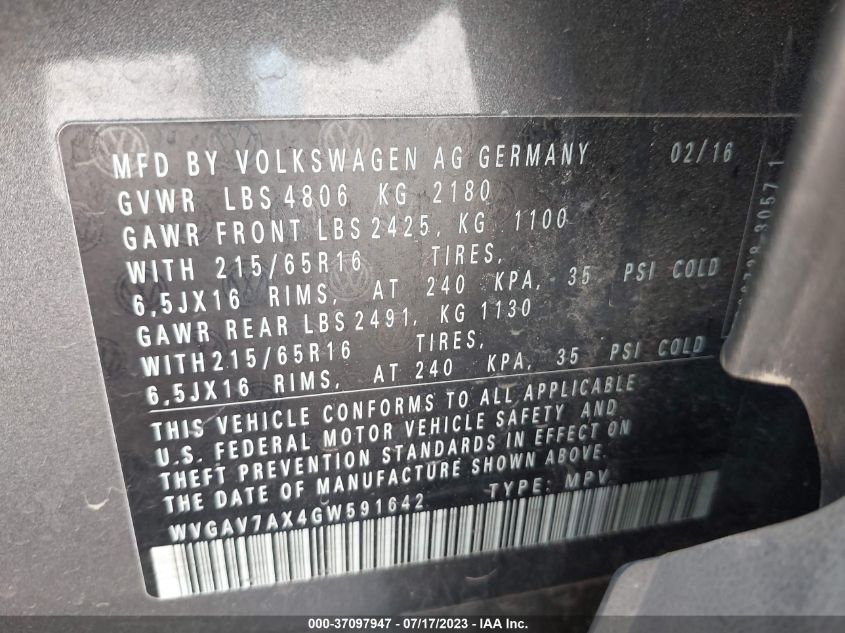 MFD BY VOLKSWAGEN AG GERMANY 02/16
GVWR LBS 4806 KG 2180
GAWR FRONT LBS 2425, KG 1100
WITH 215/65R16 TIRES,
6,5JX16 RIMS, AT 240 KPA, 35 PSI COLD
GAWR REAR LBS 2491, KG 1130
WITH 215/65R16 TIRES,
6,5JX16 RIMS, AT 240 KPA, 35 PSI COLD
THIS VEHICLE CONFORMS TO ALL APPLICABLE
U.S. FEDERAL MOTOR VEHICLE SAFETY AND
THEFT PREVENTION STANDARDS IN EFFECT ON
THE DATE OF MANUFACTURE SHOWN ABOVE.
WVGAV7AX4GW591642 TYPE: MPV
000-37097947 - 07/17/2023 - IAA, Inc.